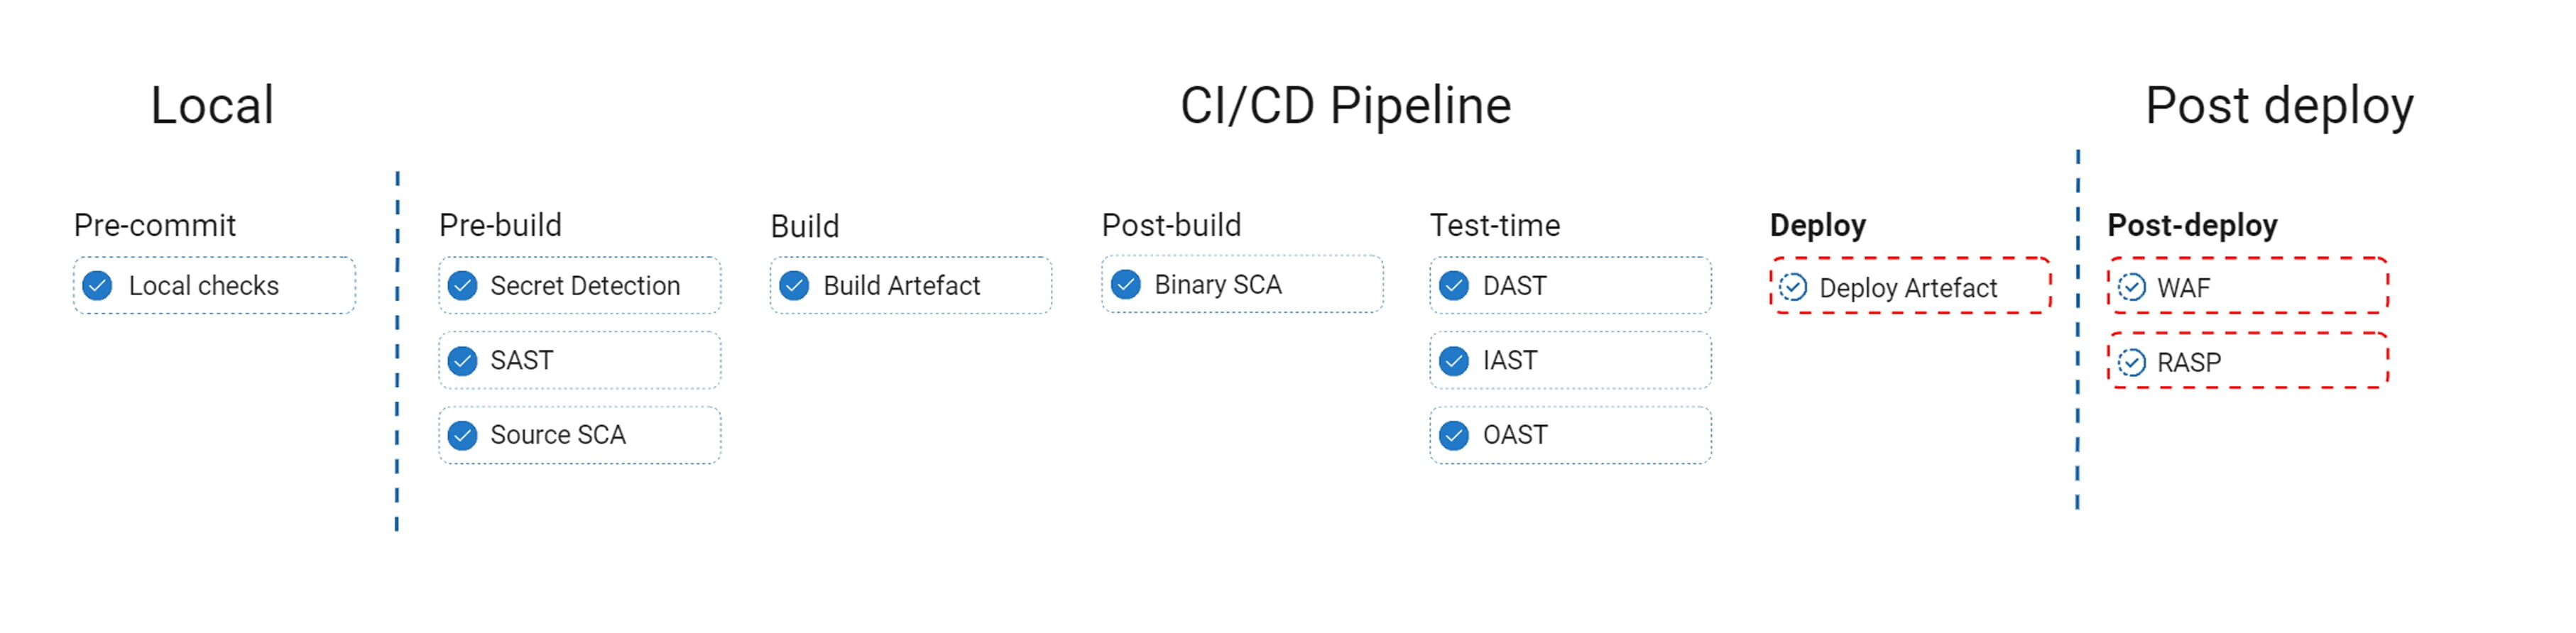 Local
CI/CD Pipeline
Post deploy
Pre-commit
Local checks
Pre-build
Secret Detection
SAST
Source SCA
Build
Build Artefact
Post-build
Binary SCA
Test-time
DAST
IAST
OAST
Deploy
Deploy Artefact
Post-deploy
WAF
RASP